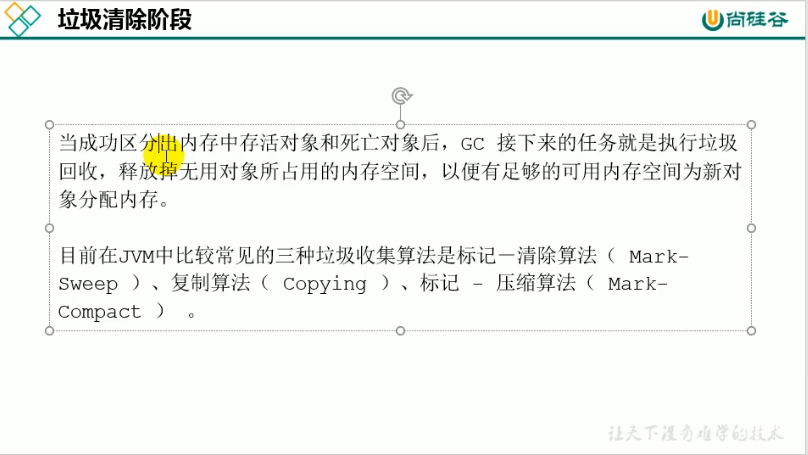 垃圾清除阶段
尚硅谷
当成功区分出内存中存活对象和死亡对象后，GC 接下来的任务就是执行垃圾
回收，释放掉无用对象所占用的内存空间，以便有足够的可用内存空间为新对
象分配内存。
目前在JVM中比较常见的三种垃圾收集算法是标记－清除算法（ Mark-
Sweep ）、复制算法（ Copying ）、标记 - 压缩算法（ Mark-
Compact ） 。
让天下没有难学的技术